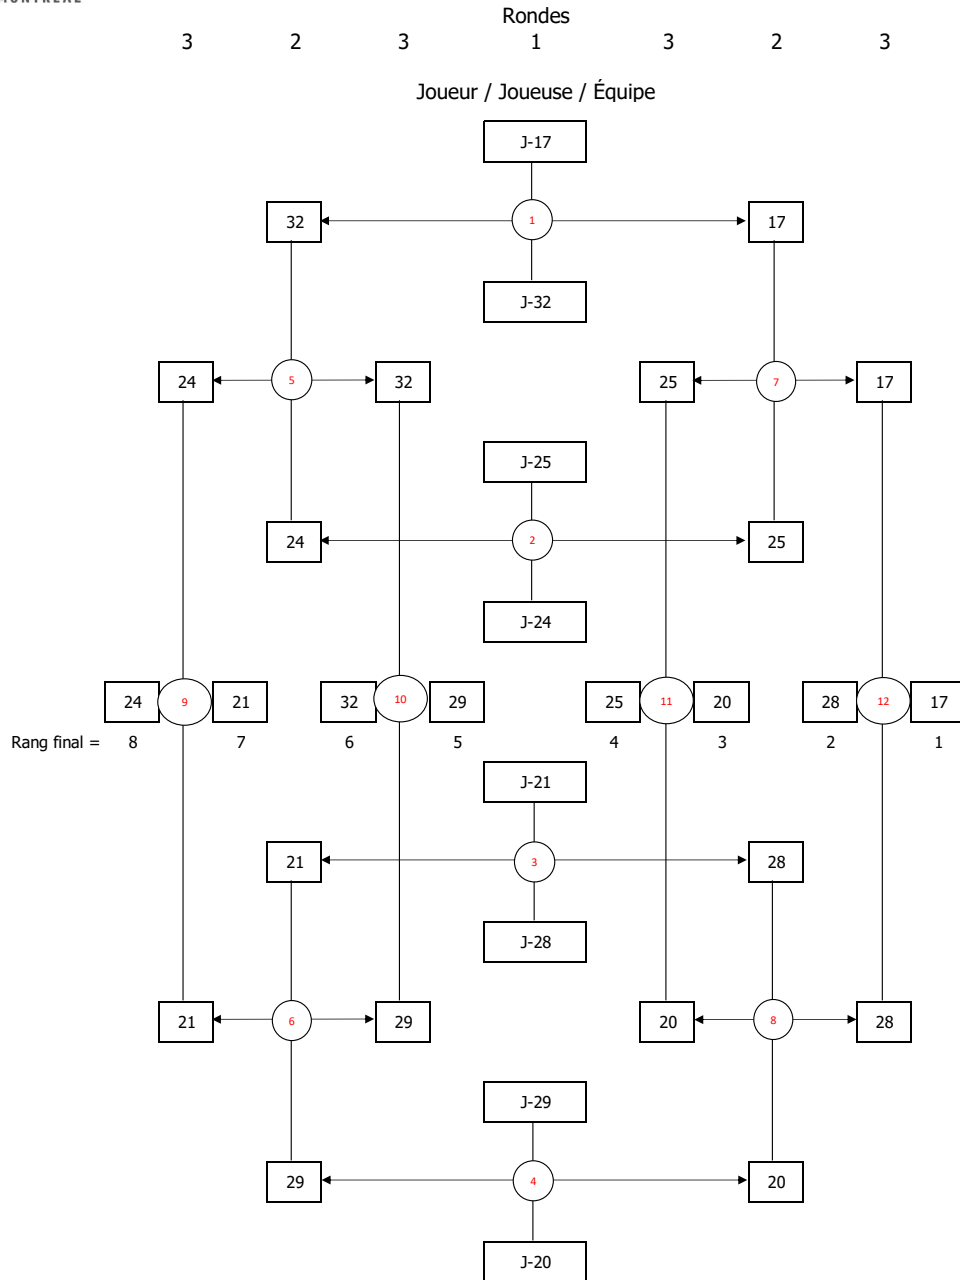 Rondes
3 2 3 1 3 2 3
Joueur / Joueuse / Équipe
J-17
32 1 17
J-32
24 5 32 25 7 17
J-25
24 2 25
J-24
24 9 21 32 10 29 25 11 20 28 12 17
Rang final = 8 7 6 5 4 3 2 1
J-21
21 3 28
J-28
21 6 29 20 8 28
J-29
29 4 20
J-20